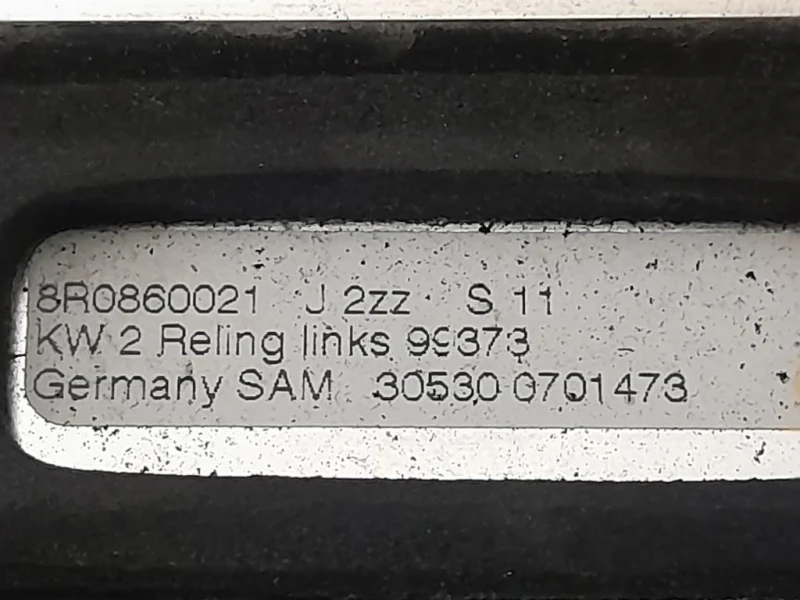 8R0860021 J 2zz S 11
KW 2 Reling links 99373
Germany SAM 30530 0701473